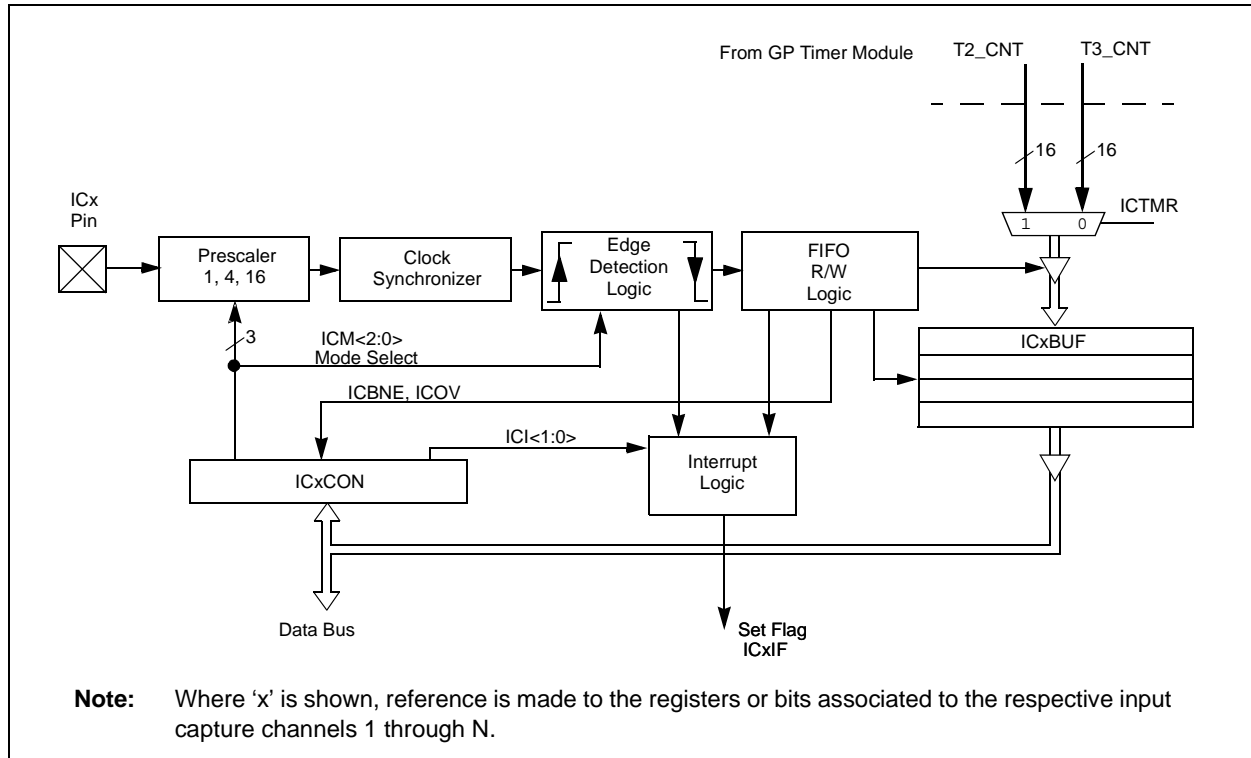 From GP Timer Module
T2_CNT
T3_CNT
16
16
ICx
Pin
1 0
ICTMR
Prescaler
1, 4, 16
Clock
Synchronizer
Edge
Detection
Logic
FIFO
R/W
Logic
3
ICM<2:0>
Mode Select
ICxBUF
ICBNE, ICOV
ICI<1:0>
Interrupt
Logic
ICxCON
Data Bus
Set Flag
ICxIF
Note: Where ‘x’ is shown, reference is made to the registers or bits associated to the respective input
capture channels 1 through N.